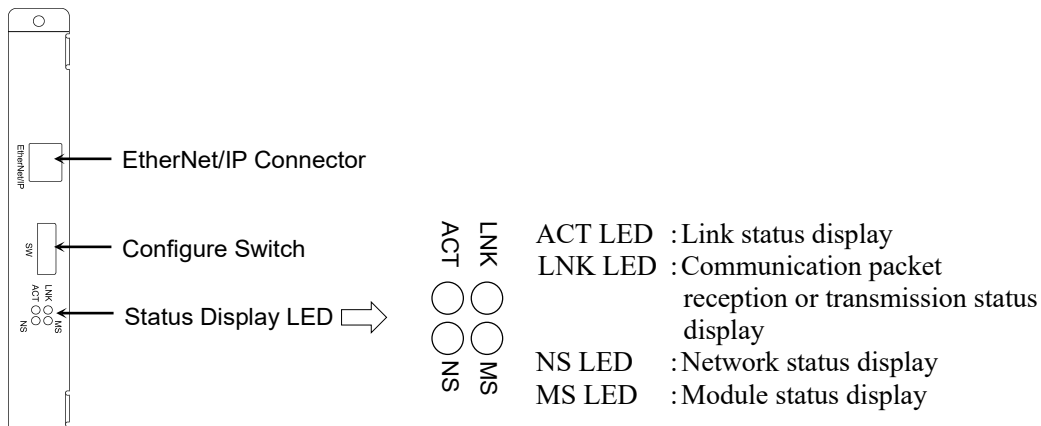 EtherNet/IP
EtherNet/IP Connector
SW
Configure Switch
LNK
ACT
MS
NS
Status Display LED
LNK
ACT
MS
NS
ACT LED :Link status display
LNK LED :Communication packet
reception or transmission status
display
NS LED :Network status display
MS LED :Module status display